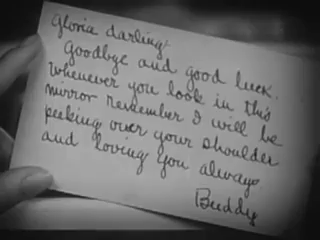 Gloria darling:
Goodbye and good luck.
Whenever you look in this
mirror remember I will be
peeking over your shoulder
and loving you always
Buddy